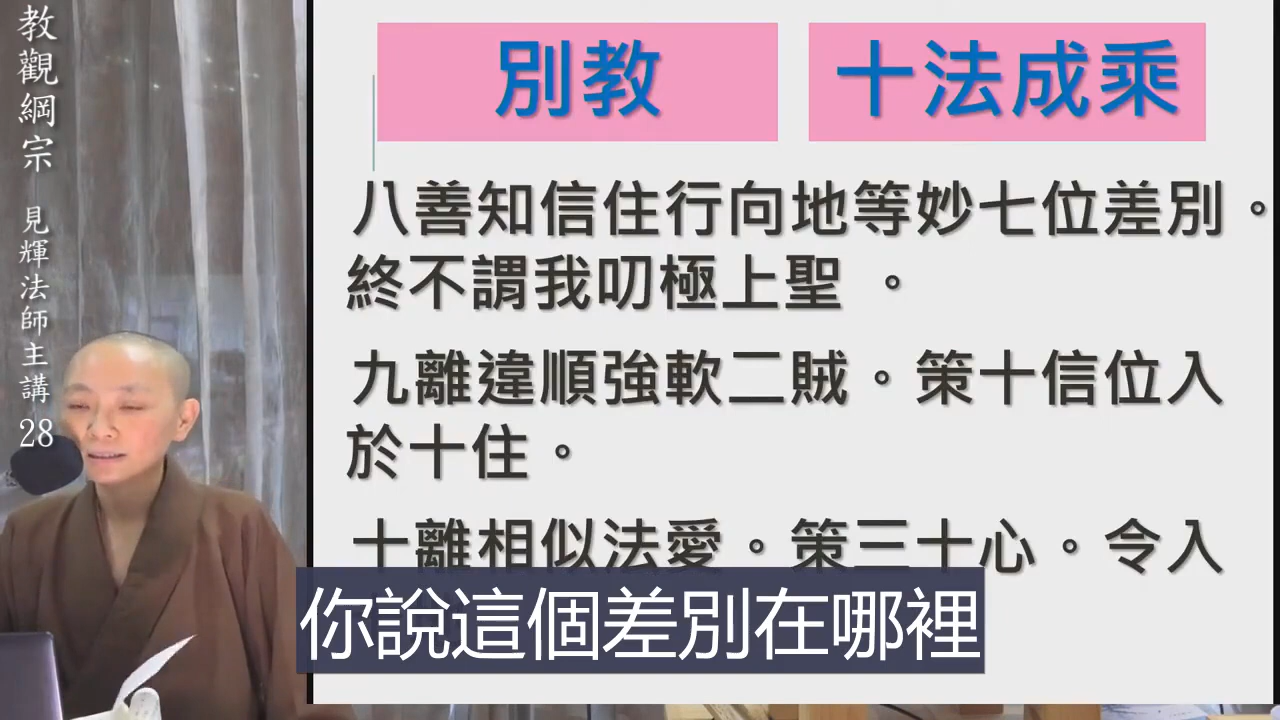 教觀綱宗 見輝法師主講 28
別教 十法成乘
八善知信住行向地等妙七位差別。
終不謂我叨極上聖 。
九離違順強軟二賊。策十信位入
於十住。
十離相似法愛。策三十心。令入
你說這個差別在哪裡